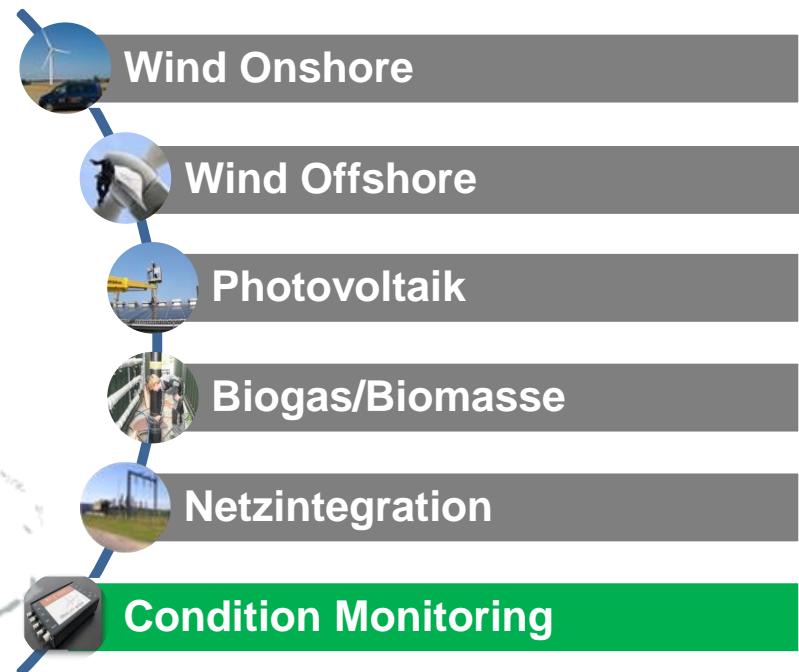 Wind Onshore
Wind Offshore
Photovoltaik
Biogas/Biomasse
Netzintegration
Condition Monitoring